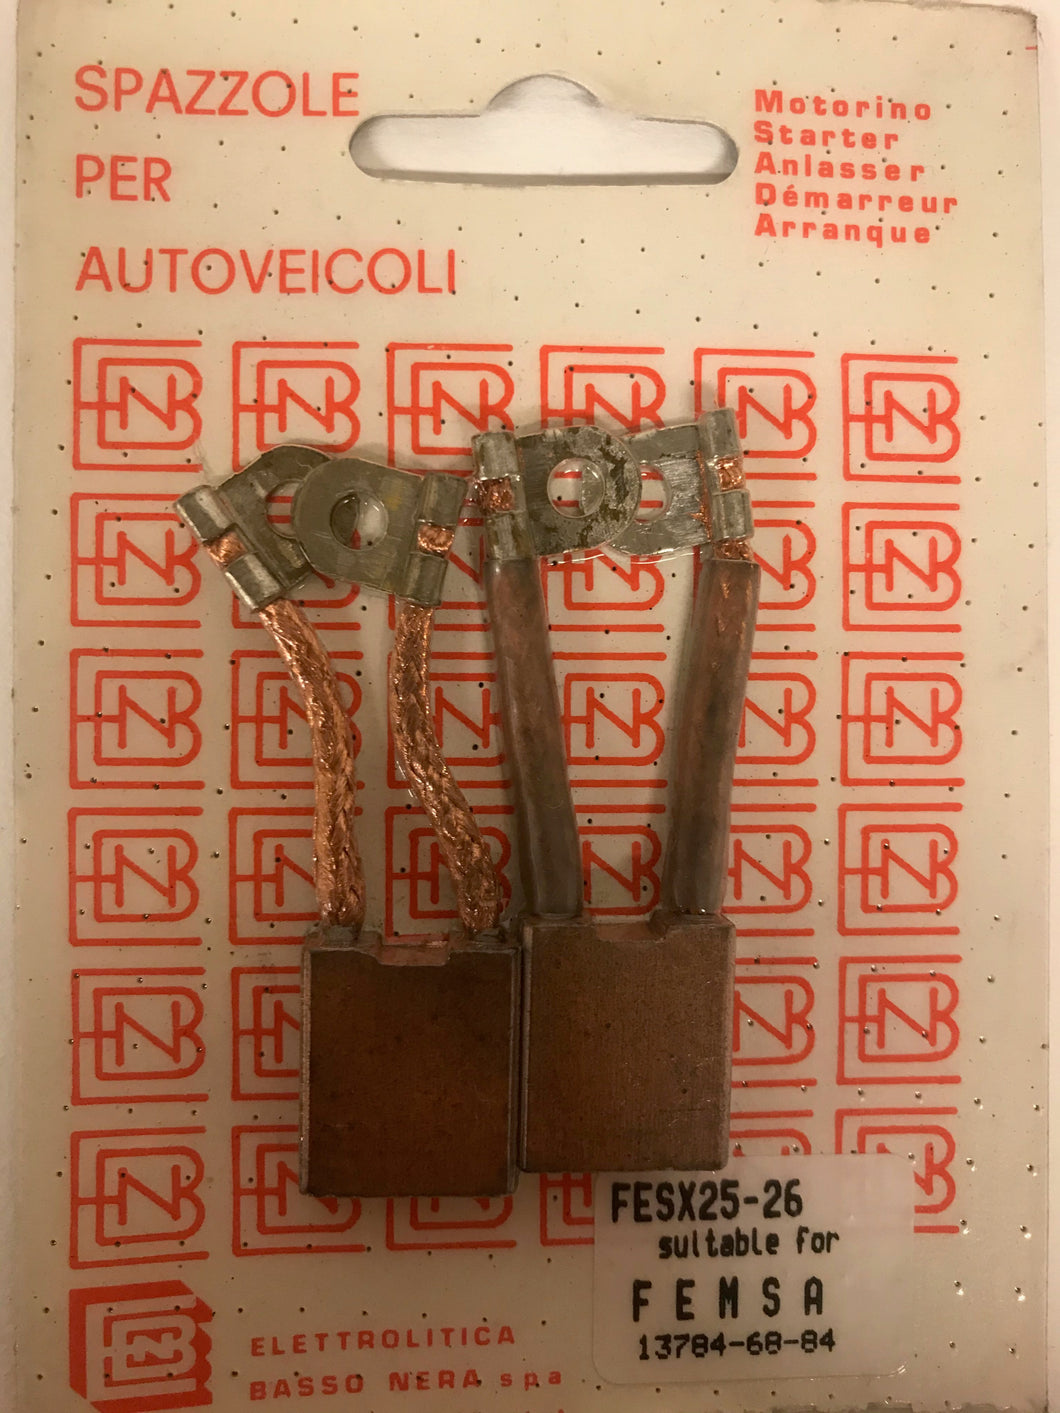 SPAZZOLE
PER
AUTOVEICOLI
Motorino
Starter
Anlasser
Démarreur
Arranque
ELETTROLITICA
BASSO NERA spa
FESX25-26
suitable for
FEMSA
13784-68-84